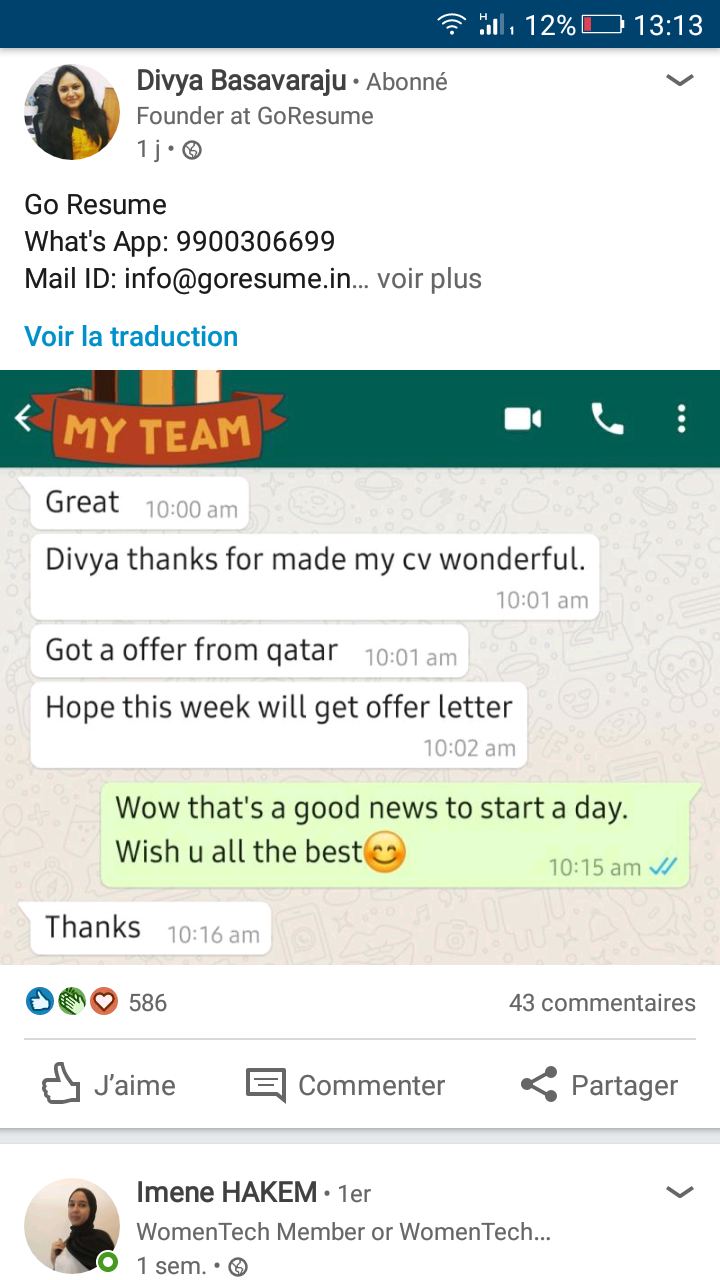 H 1 12% 13:13
Divya Basavaraju • Abonné
Founder at GoResume
1 j •
Go Resume
What's App: 9900306699
Mail ID: info@goresume.in... voir plus
Voir la traduction
MY TEAM
Great 10:00 am
Divya thanks for made my cv wonderful.
10:01 am
Got a offer from qatar 10:01 am
Hope this week will get offer letter
10:02 am
Wow that's a good news to start a day.
Wish u all the best😊
10:15 am
Thanks 10:16 am
586 43 commentaires
J’aime Commenter Partager
Imene HAKEM • 1er
WomenTech Member or WomenTech...
1 sem. •